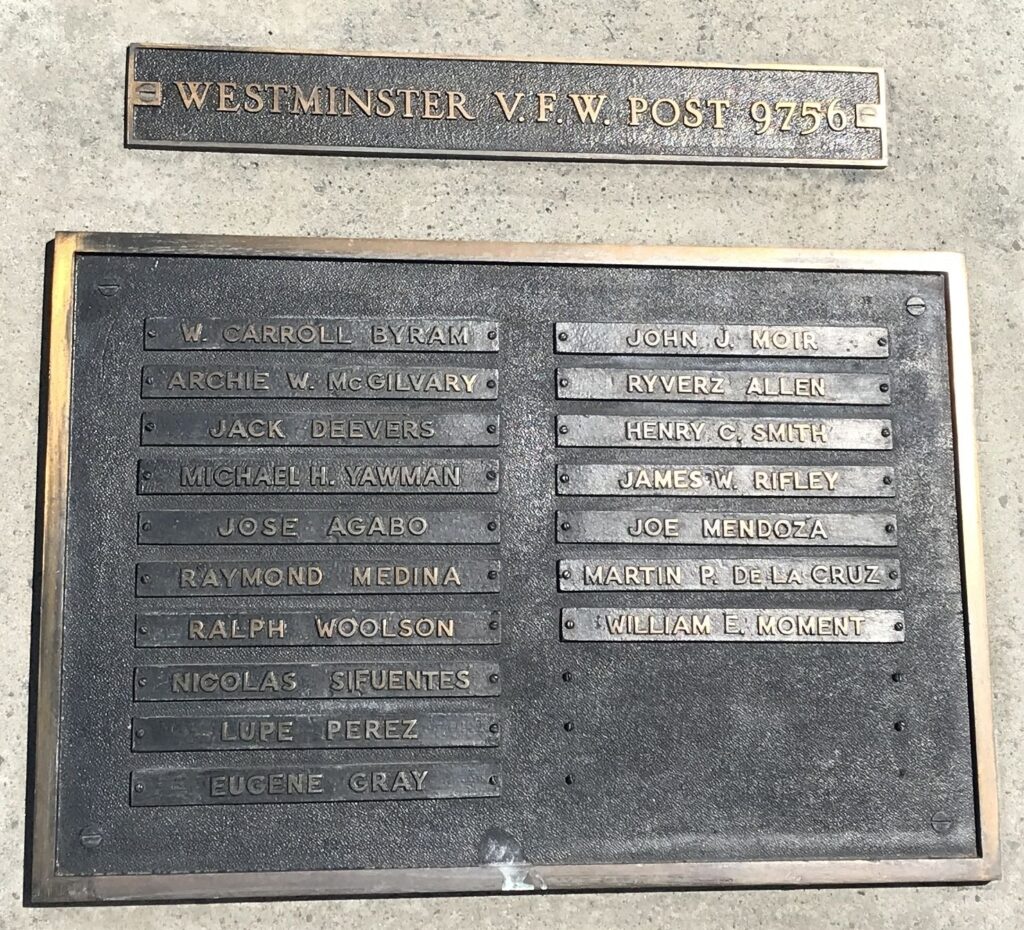 WESTMINSTER V.F.W. POST 9756
W. CARROLL BYRAM
ARCHIE W. McGILVARY
JACK DEEVERS
MICHAEL H. YAWMAN
JOSE AGABO
RAYMOND MEDINA
RALPH WOOLSON
NICOLAS SIFUENTES
LUPE PEREZ
EUGENE GRAY
JOHN J. MOIR
RYVERZ ALLEN
HENRY C. SMITH
JAMES W. RIFLEY
JOE MENDOZA
MARTIN P. DE LA CRUZ
WILLIAM E. MOMENT